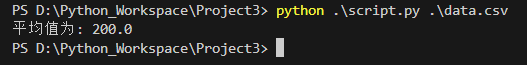 PS D:\Python_Workspace\Project3> python .\script.py .\data.csv
平均值为: 200.0
PS D:\Python_Workspace\Project3>